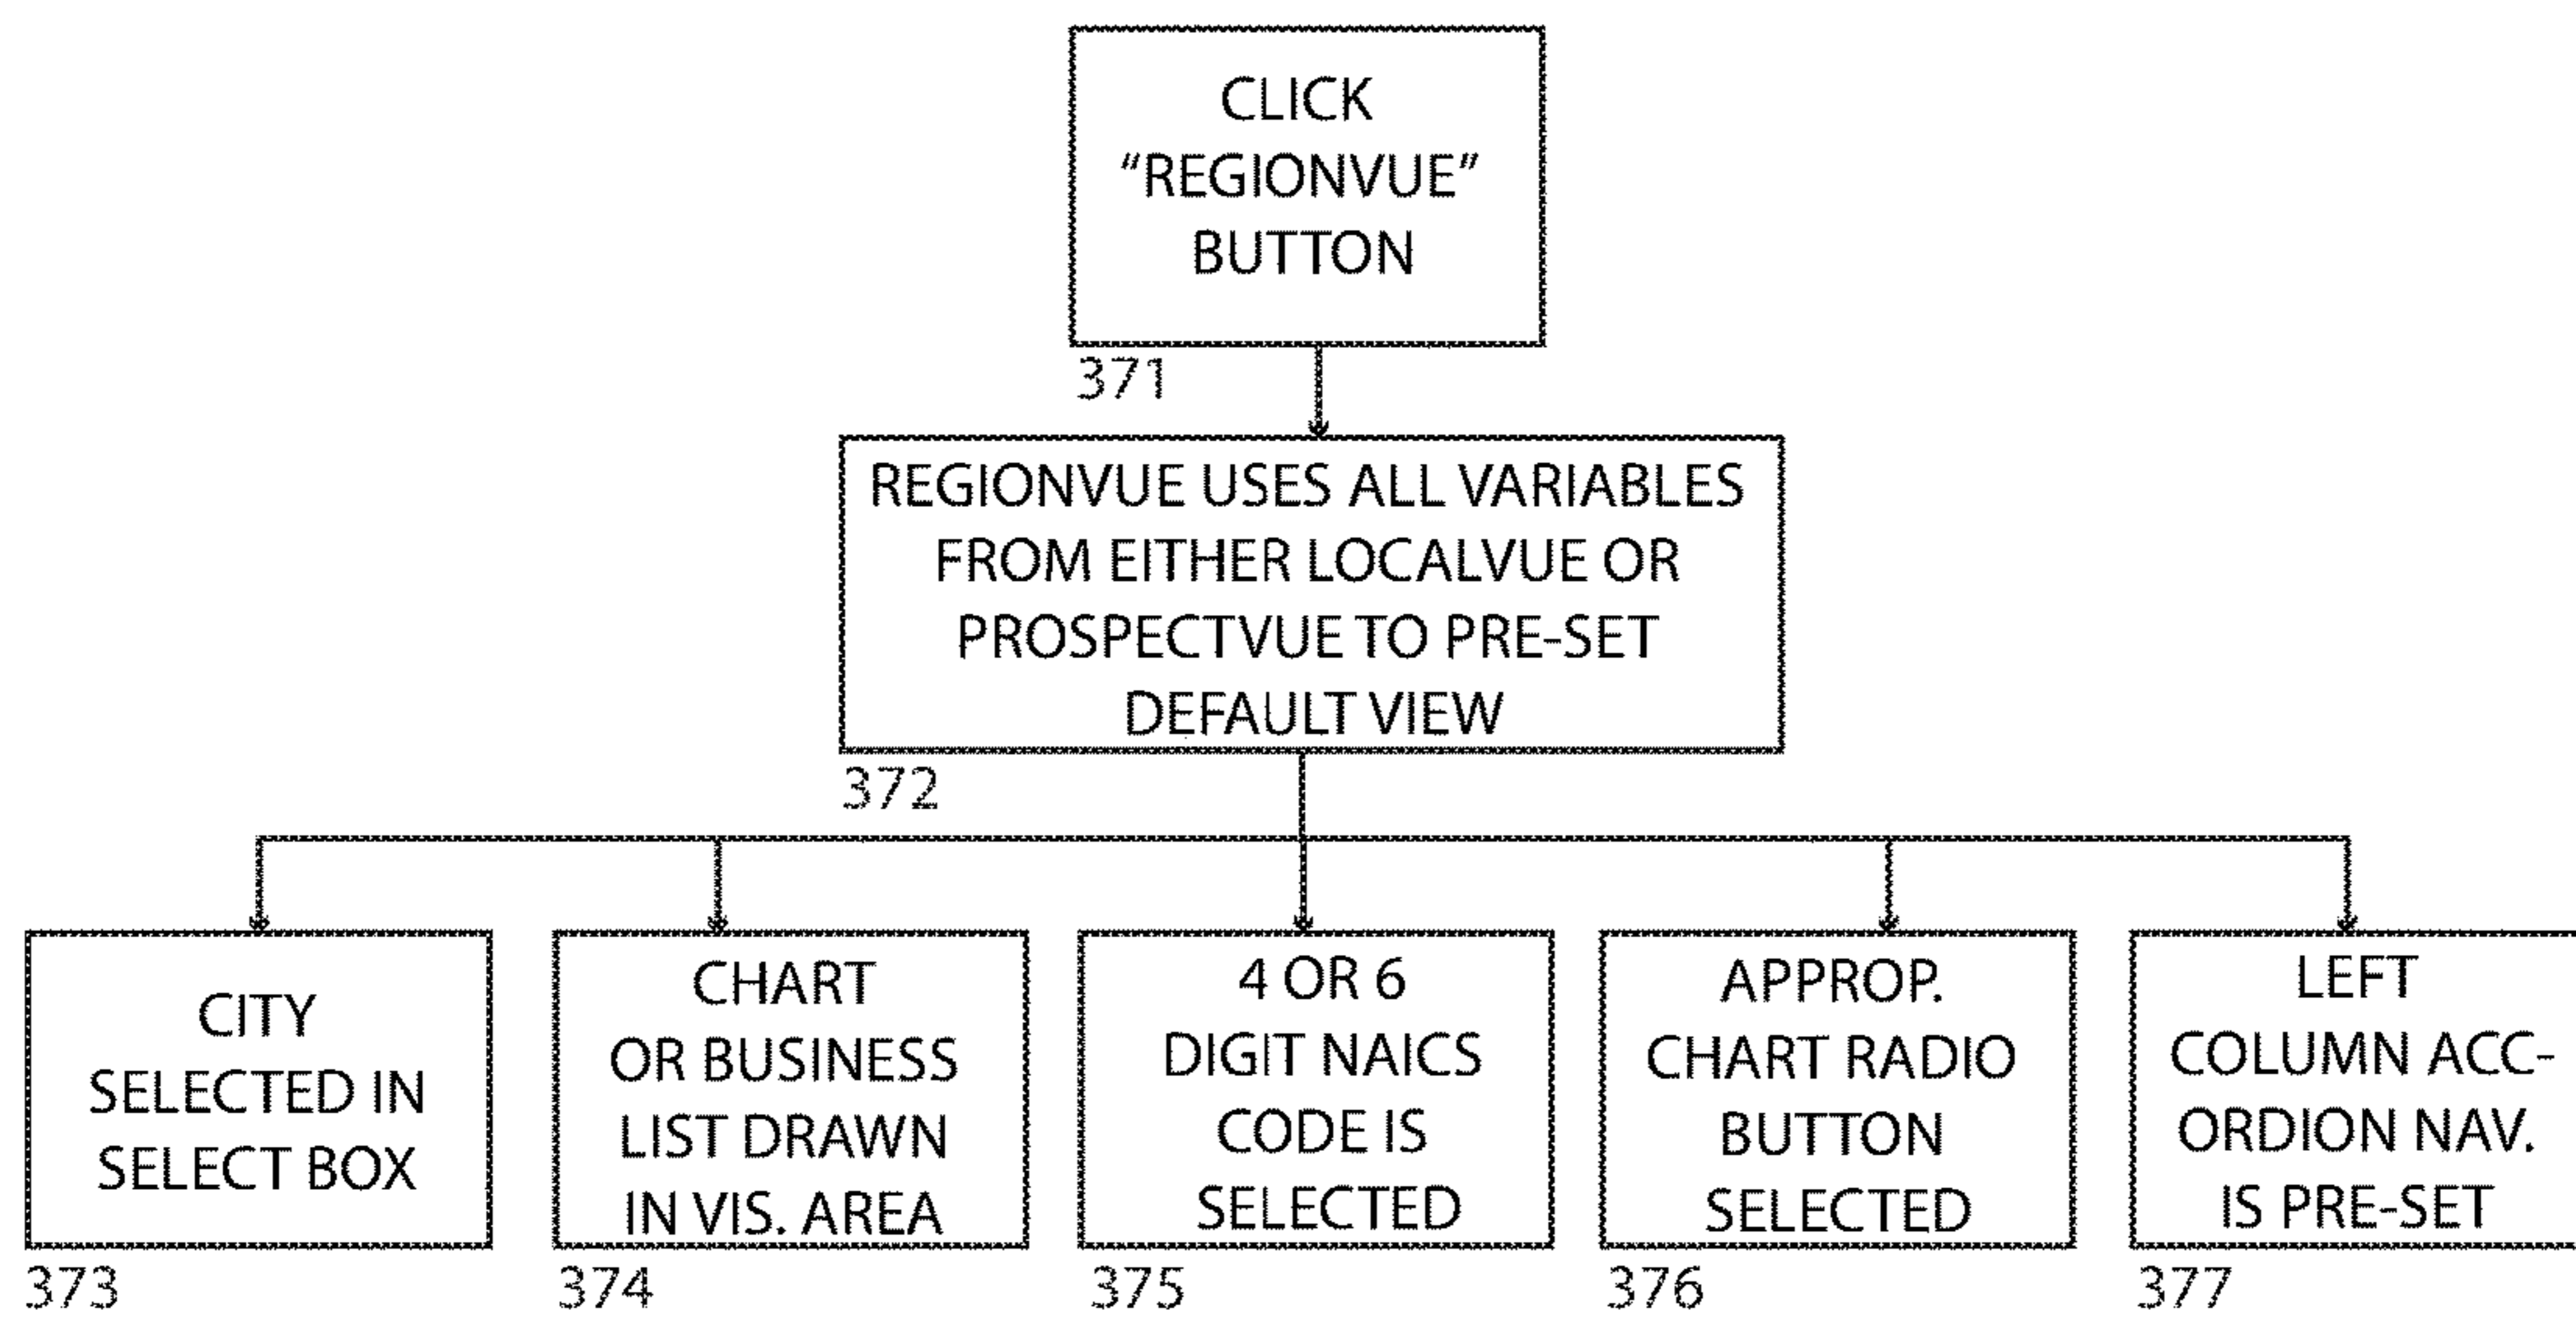 CLICK
"REGIONVUE"
BUTTON
371
REGIONVUE USES ALL VARIABLES
FROM EITHER LOCALVUE OR
PROSPECTVUE TO PRE-SET
DEFAULT VIEW
372
CITY
SELECTED IN
SELECT BOX
373
CHART
OR BUSINESS
LIST DRAWN
IN VIS. AREA
374
4 OR 6
DIGIT NAICS
CODE IS
SELECTED
375
APPROP.
CHART RADIO
BUTTON
SELECTED
376
LEFT
COLUMN ACC-
ORDION NAV.
IS PRE-SET
377